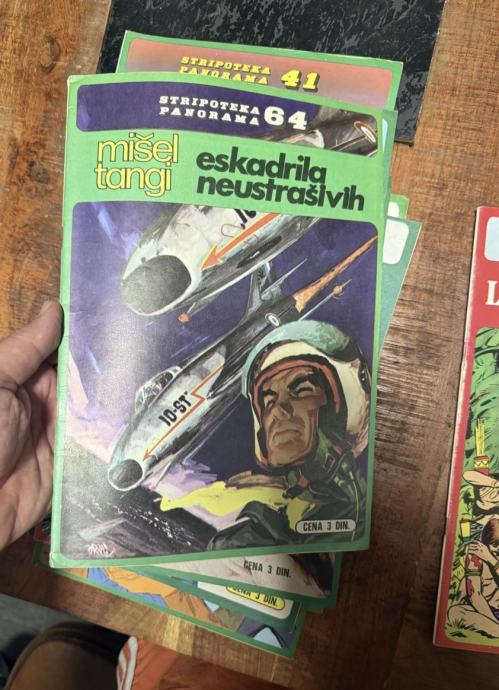 STRIPOTEKA
PANORAMA 41
STRIPOTEKA
PANORAMA 64
mišel
tangi
eskadrila
neustrašivih
10-ST
CENA 3 DIN.
CENA 3 DIN.
CENA 3 DIN.
L